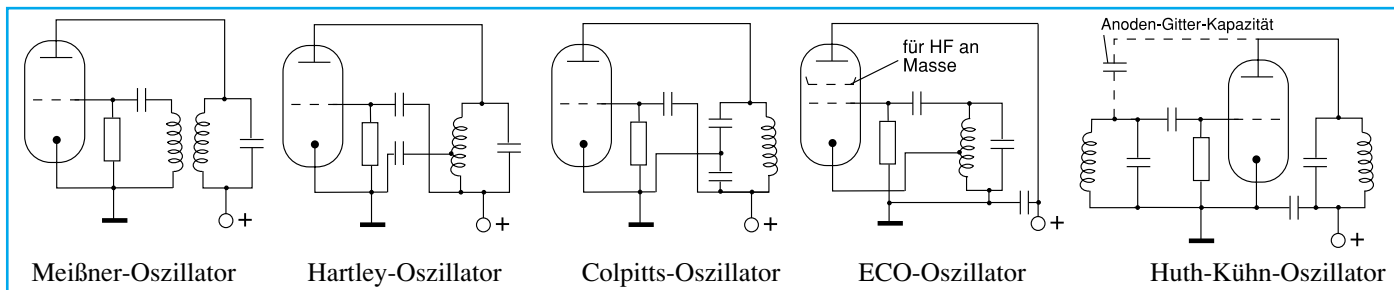 Anoden-Gitter-Kapazität
für HF an
Masse
+
+
+
+
+
Meißner-Oszillator
Hartley-Oszillator
Colpitts-Oszillator
ECO-Oszillator
Huth-Kühn-Oszillator